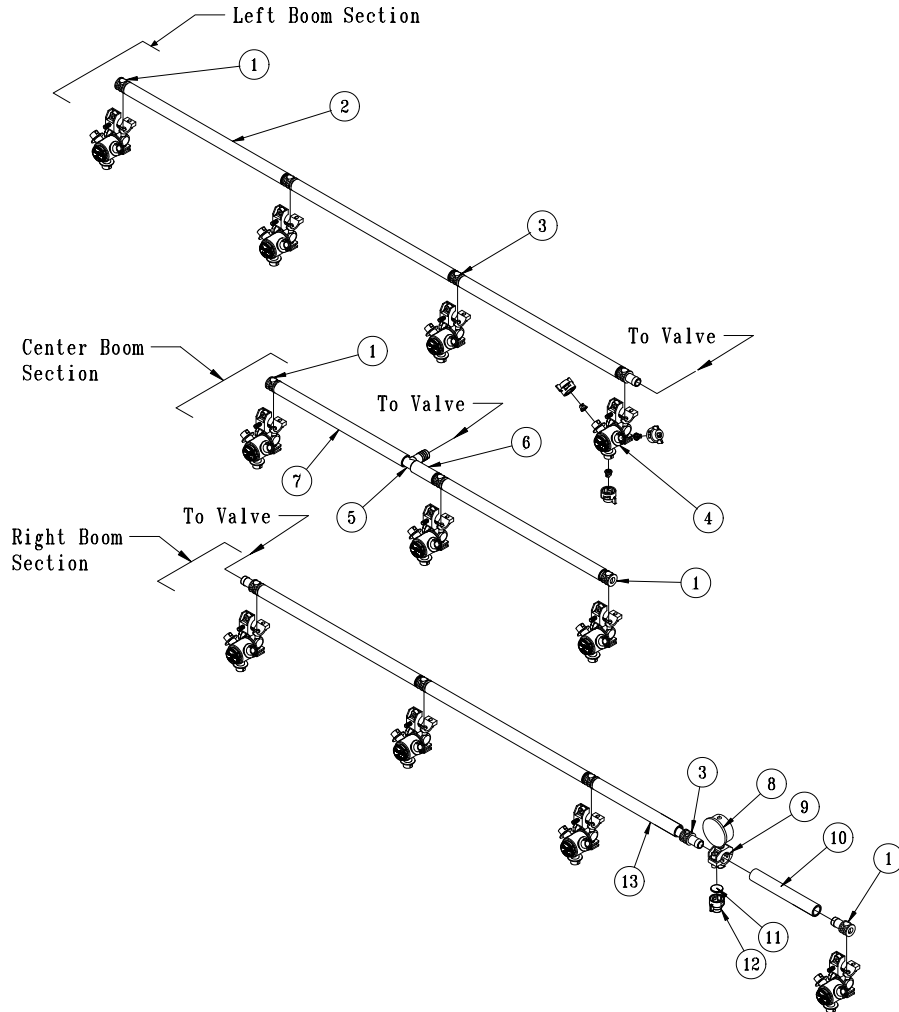 Left Boom Section
1
2
3
To Valve
Center Boom
Section
1
To Valve
6
7
5
4
To Valve
Right Boom
Section
1
3
8
9
10
1
13
11
12